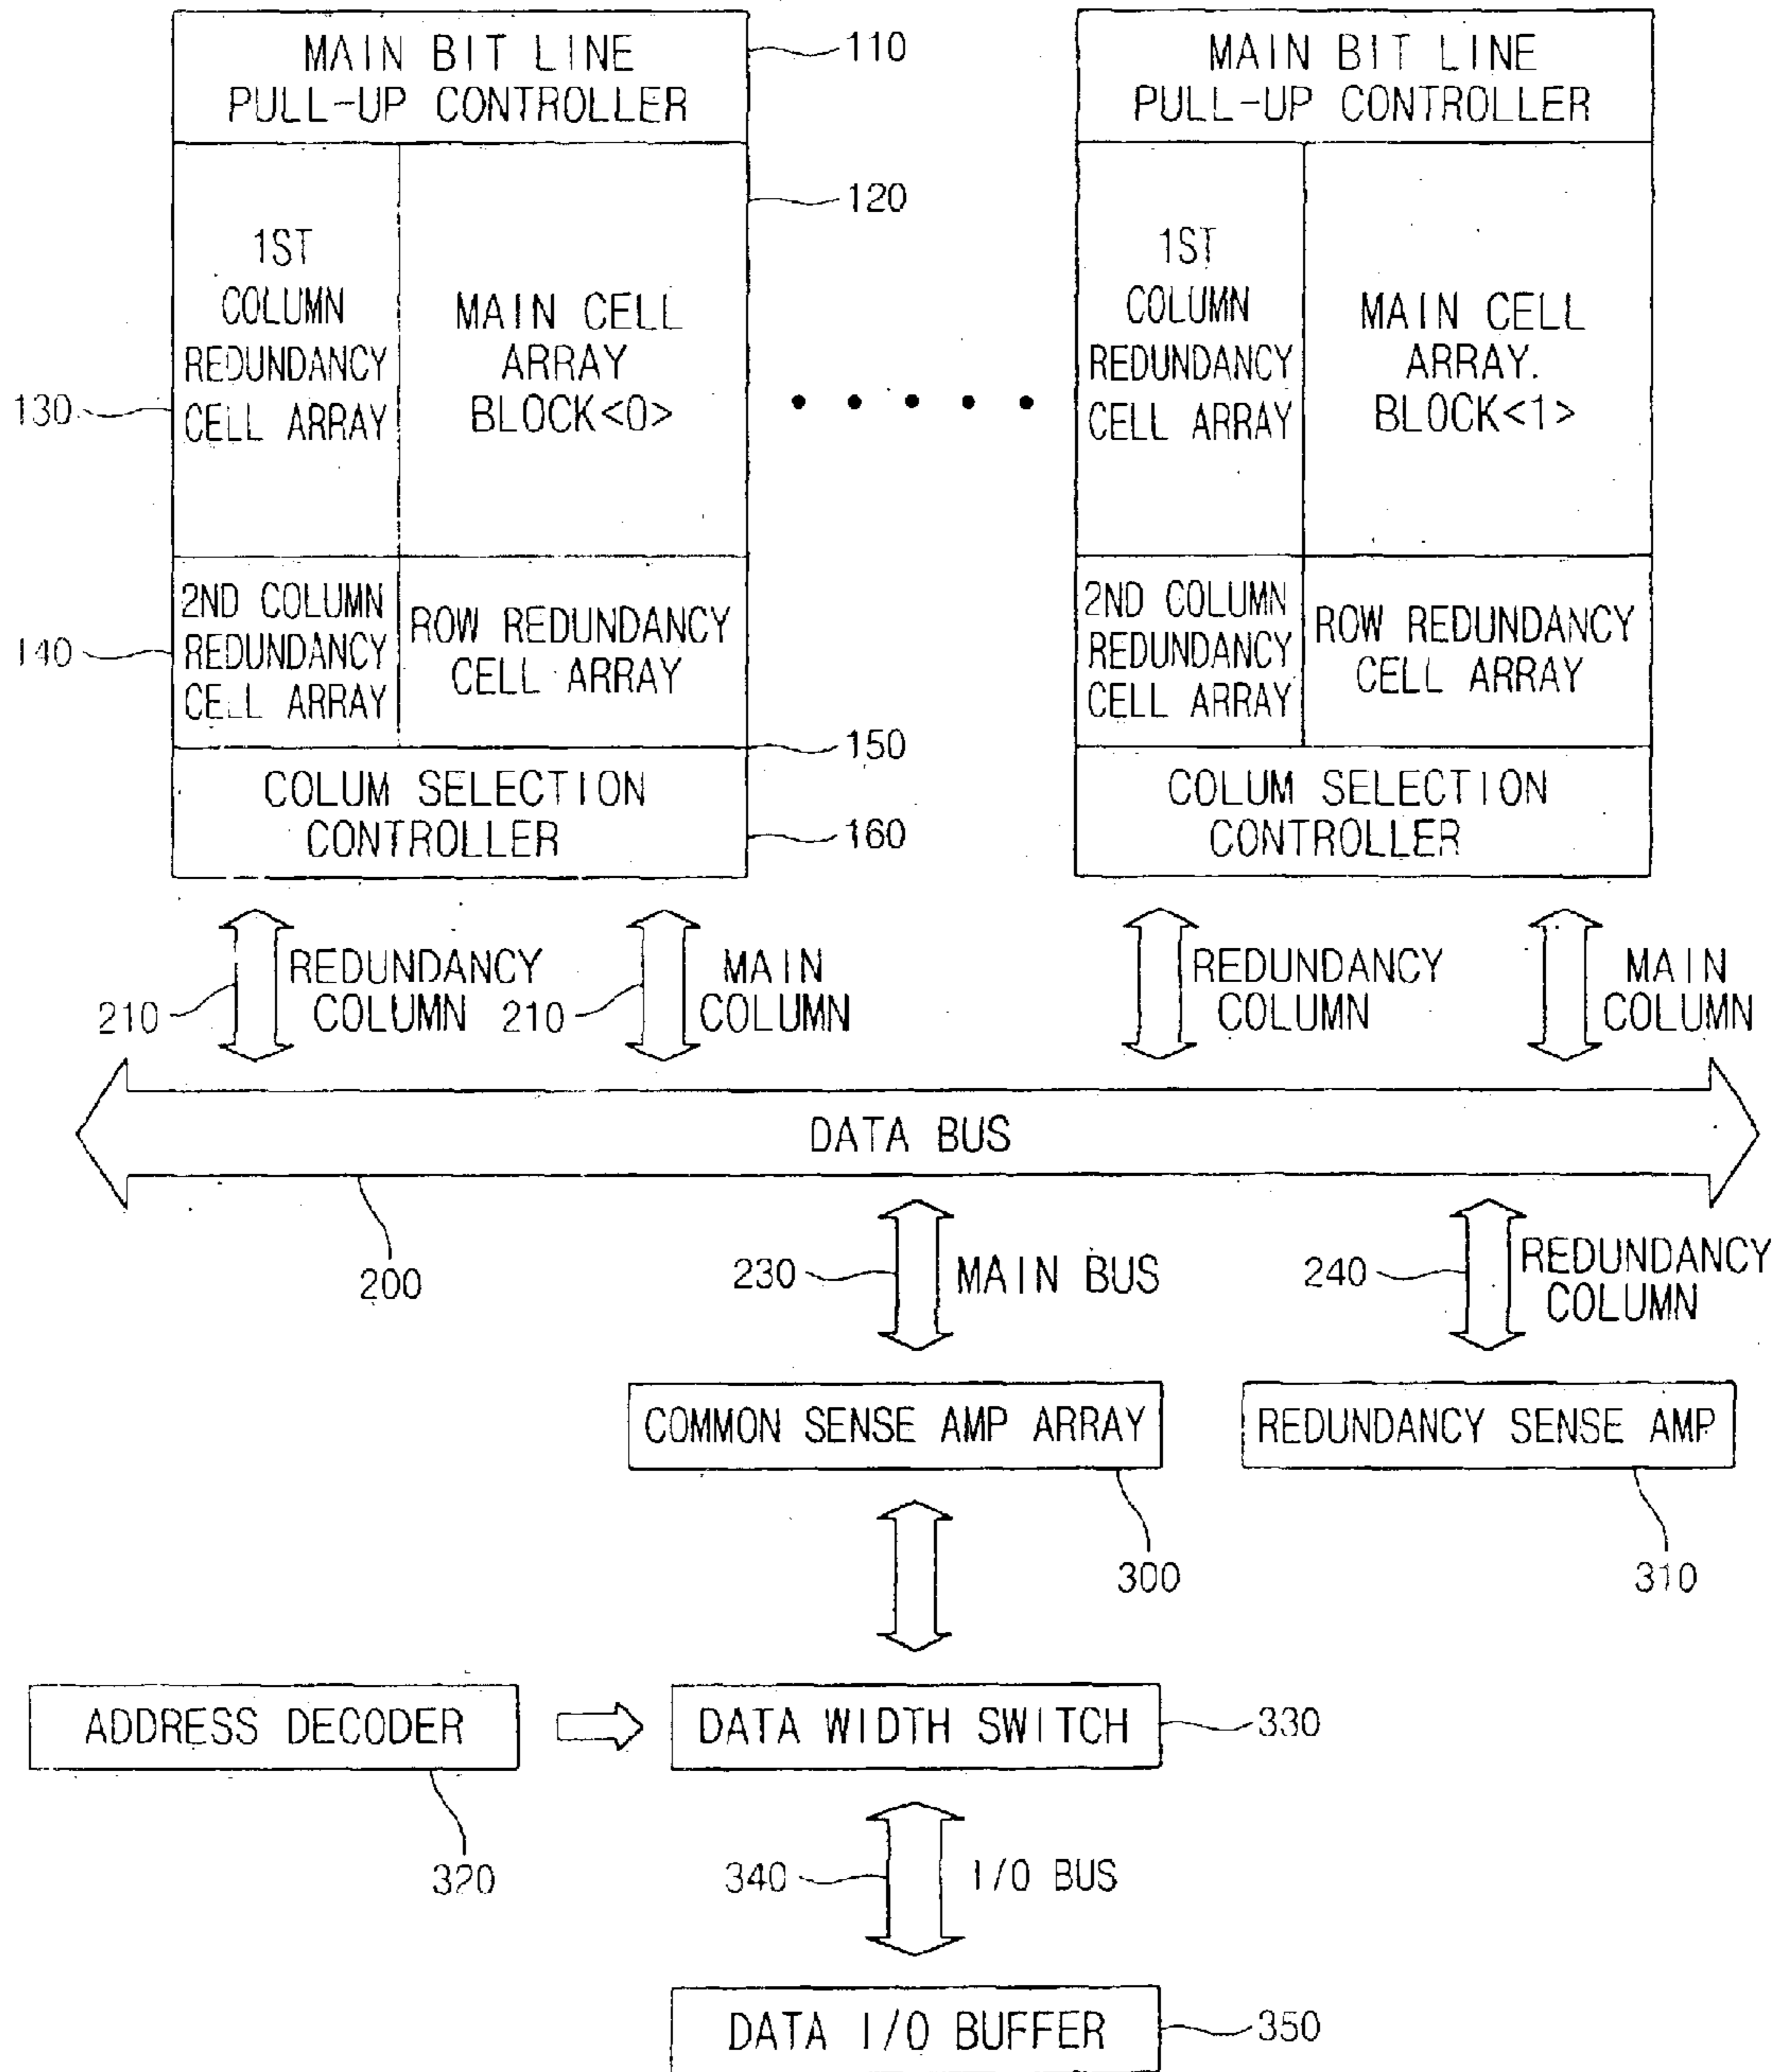 MAIN BIT LINE
PULL-UP CONTROLLER
110
120
1ST
COLUMN
REDUNDANCY
CELL ARRAY
130
MAIN CELL
ARRAY
BLOCK<0>
2ND COLUMN
REDUNDANCY
CELL ARRAY
140
ROW REDUNDANCY
CELL ARRAY
150
COLUM SELECTION
CONTROLLER
160
MAIN BIT LINE
PULL-UP CONTROLLER
1ST
COLUMN
REDUNDANCY
CELL ARRAY
MAIN CELL
ARRAY.
BLOCK<1>
2ND COLUMN
REDUNDANCY
CELL ARRAY
ROW REDUNDANCY
CELL ARRAY
COLUM SELECTION
CONTROLLER
210
REDUNDANCY
COLUMN
210
MAIN
COLUMN
REDUNDANCY
COLUMN
MAIN
COLUMN
DATA BUS
200
230
MAIN BUS
240
REDUNDANCY
COLUMN
COMMON SENSE AMP ARRAY
300
REDUNDANCY SENSE AMP
310
ADDRESS DECODER
320
DATA WIDTH SWITCH
330
340
I/O BUS
DATA I/O BUFFER
350